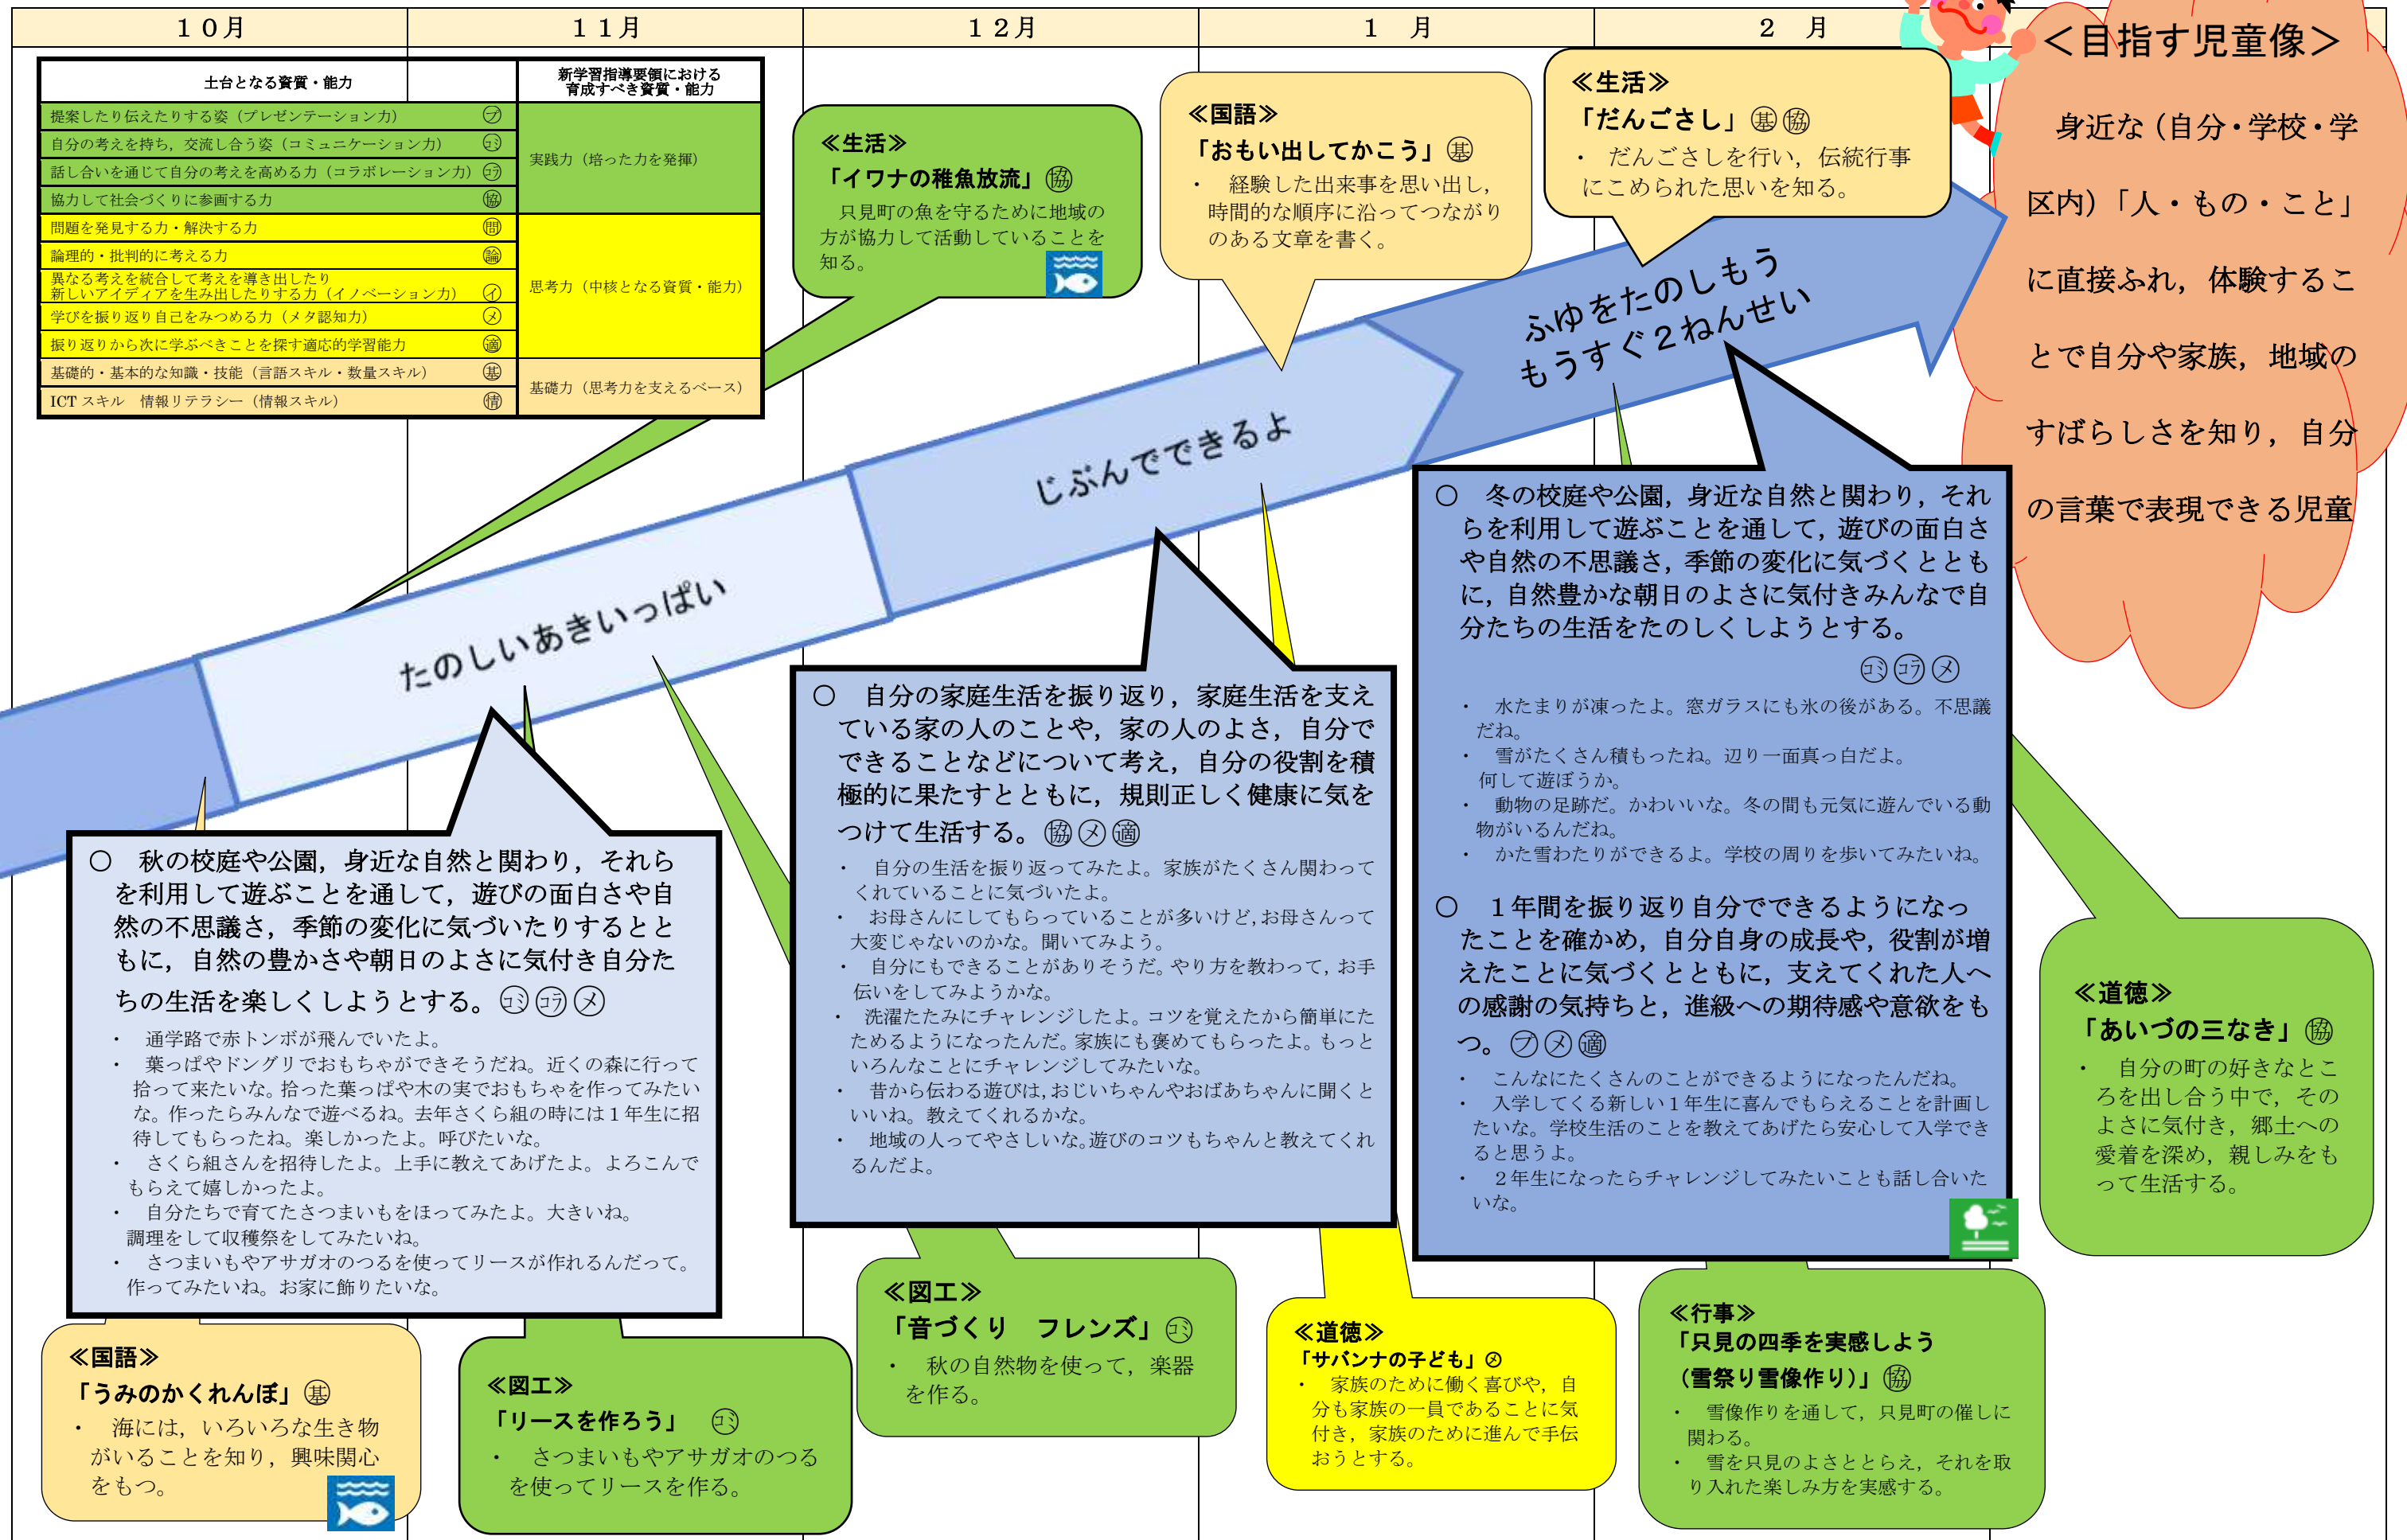 １０月
１１月
１２月
１　月
２　月
土台となる資質・能力
新学習指導要領における
育成すべき資質・能力
提案したり伝えたりする姿（プレゼンテーション力） プ
自分の考えを持ち，交流し合う姿（コミュニケーション力） コミ
話し合いを通じて自分の考えを高める力（コラボレーション力） コラ
協力して社会づくりに参画する力 協
実践力（培った力を発揮）
問題を発見する力・解決する力 問
論理的・批判的に考える力 論
異なる考えを統合して考えを導き出したり
新しいアイディアを生み出したりする力（イノベーション力） イ
学びを振り返り自己をみつめる力（メタ認知力） メ
振り返りから次に学ぶべきことを探す適応的学習能力 適
思考力（中核となる資質・能力）
基礎的・基本的な知識・技能（言語スキル・数量スキル） 基
ICT スキル　情報リテラシー（情報スキル） 情
基礎力（思考力を支えるベース）
≪生活≫
「イワナの稚魚放流」協
只見町の魚を守るために地域の
方が協力して活動していることを
知る。
≪国語≫
「おもい出してかこう」基
・　経験した出来事を思い出し，
時間的な順序に沿ってつながり
のある文章を書く。
≪生活≫
「だんごさし」基協
・　だんごさしを行い，伝統行事
にこめられた思いを知る。
＜目指す児童像＞
身近な（自分・学校・学
区内）「人・もの・こと」
に直接ふれ，体験するこ
とで自分や家族，地域の
すばらしさを知り，自分
の言葉で表現できる児童
たのしいあきいっぱい
じぶんでできるよ
ふゆをたのしもう
もうすぐ２ねんせい
○　秋の校庭や公園，身近な自然と関わり，それら
を利用して遊ぶことを通して，遊びの面白さや自
然の不思議さ，季節の変化に気づいたりするとと
もに，自然の豊かさや朝日のよさに気付き自分た
ちの生活を楽しくしようとする。コミ コラ メ
・　通学路で赤トンボが飛んでいたよ。
・　葉っぱやドングリでおもちゃができそうだね。近くの森に行って
拾って来たいな。拾った葉っぱや木の実でおもちゃを作ってみたい
な。作ったらみんなで遊べるね。去年さくら組の時には１年生に招
待してもらったね。楽しかったよ。呼びたいな。
・　さくら組さんを招待したよ。上手に教えてあげたよ。よろこんで
もらえて嬉しかったよ。
・　自分たちで育てたさつまいもをほってみたよ。大きいね。
調理をして収穫祭をしてみたいね。
・　さつまいもやアサガオのつるを使ってリースが作れるんだって。
作ってみたいね。お家に飾りたいな。
○　自分の家庭生活を振り返り，家庭生活を支え
ている家の人のことや，家の人のよさ，自分で
できることなどについて考え，自分の役割を積
極的に果たすとともに，規則正しく健康に気を
つけて生活する。協 メ 適
・　自分の生活を振り返ってみたよ。家族がたくさん関わって
くれていることに気づいたよ。
・　お母さんにしてもらっていることが多いけど，お母さんって
大変じゃないのかな。聞いてみよう。
・　自分にもできることがありそうだ。やり方を教わって，お手
伝いをしてみようかな。
・　洗濯たたみにチャレンジしたよ。コツを覚えたから簡単にた
ためるようになったんだ。家族にも褒めてもらったよ。もっと
いろんなことにチャレンジしてみたいな。
・　昔から伝わる遊びは，おじいちゃんやおばあちゃんに聞くと
いいね。教えてくれるかな。
・　地域の人ってやさしいな。遊びのコツもちゃんと教えてくれ
るんだよ。
○　冬の校庭や公園，身近な自然と関わり，それ
らを利用して遊ぶことを通して，遊びの面白さ
や自然の不思議さ，季節の変化に気づくととも
に，自然豊かな朝日のよさに気付きみんなで自
分たちの生活をたのしくしようとする。
コミ コラ メ
・　水たまりが凍ったよ。窓ガラスにも氷の後がある。不思議
だね。
・　雪がたくさん積もったね。辺り一面真っ白だよ。
何して遊ぼうか。
・　動物の足跡だ。かわいいな。冬の間も元気に遊んでいる動
物がいるんだね。
・　かた雪わたりができるよ。学校の周りを歩いてみたいね。
○　１年間を振り返り自分でできるようになっ
たことを確かめ，自分自身の成長や，役割が増
えたことに気づくとともに，支えてくれた人へ
の感謝の気持ちと，進級への期待感や意欲をも
つ。プ メ 適
・　こんなにたくさんのことができるようになったんだね。
・　入学してくる新しい１年生に喜んでもらえることを計画し
たいな。学校生活のことを教えてあげたら安心して入学でき
ると思うよ。
・　２年生になったらチャレンジしてみたいことも話し合いた
いな。
≪道徳≫
「あいづの三なき」協
・　自分の町の好きなとこ
ろを出し合う中で，その
よさに気付き，郷土への
愛着を深め，親しみをも
って生活する。
≪国語≫
「うみのかくれんぼ」基
・　海には，いろいろな生き物
がいることを知り，興味関心
をもつ。
≪図工≫
「リースを作ろう」　コミ
・　さつまいもやアサガオのつる
を使ってリースを作る。
≪図工≫
「音づくり　フレンズ」コミ
・　秋の自然物を使って，楽器
を作る。
≪道徳≫
「サバンナの子ども」メ
・　家族のために働く喜びや，自
分も家族の一員であることに気
付き，家族のために進んで手伝
おうとする。
≪行事≫
「只見の四季を実感しよう
（雪祭り雪像作り）」協
・　雪像作りを通して，只見町の催しに
関わる。
・　雪を只見のよさととらえ，それを取
り入れた楽しみ方を実感する。